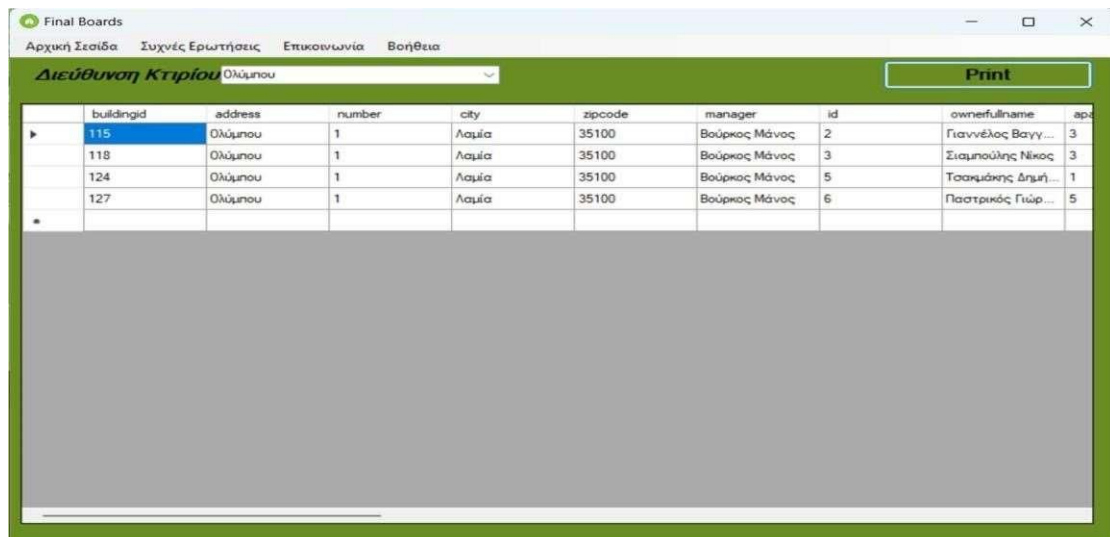 Final Boards
Αρχική Σεσίδα Συχνές Ερωτήσεις Επικοινωνία Βοήθεια
Διεύθυνση Κτιρίου Ολύμπου Print
buildingid address number city zipcode manager id ownerfullname apa
115 Ολύμπου 1 Λαμία 35100 Βούρκος Μάνος 2 Γιαννέλος Βαγγ... 3
118 Ολύμπου 1 Λαμία 35100 Βούρκος Μάνος 3 Σιαμπούλης Νίκος 3
124 Ολύμπου 1 Λαμία 35100 Βούρκος Μάνος 5 Τσακμάκης Δημή... 1
127 Ολύμπου 1 Λαμία 35100 Βούρκος Μάνος 6 Παστρικός Γιώρ... 5